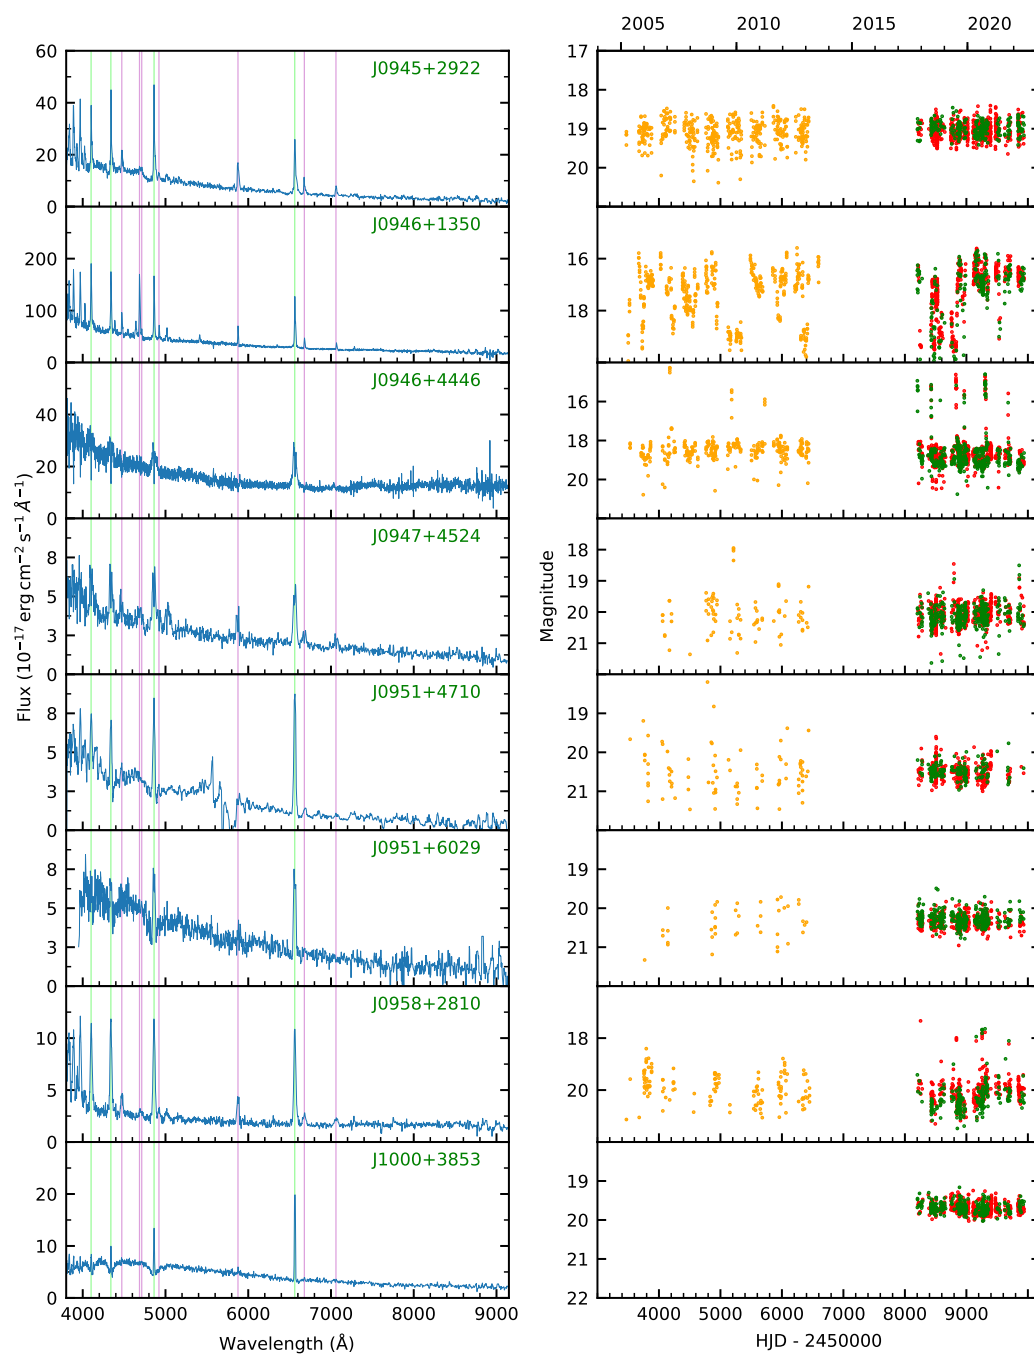 2005 2010 2015 2020
60 40 20 0
J0945+2922
17 18 19 20
200 100 0
J0946+1350
16 18
40 20 0
J0946+4446
16 18 20
8 5 3 0
J0947+4524
18 19 20 21
8 5 3 0
J0951+4710
19 20 21
8 5 3 0
J0951+6029
19 20 21
10 5 0
J0958+2810
18 20
20 10 0
J1000+3853
19 20 21 22
Flux (10⁻¹⁷ erg cm⁻² s⁻¹ Å⁻¹)
Magnitude
4000 5000 6000 7000 8000 9000
Wavelength (Å)
4000 5000 6000 7000 8000 9000
HJD - 2450000